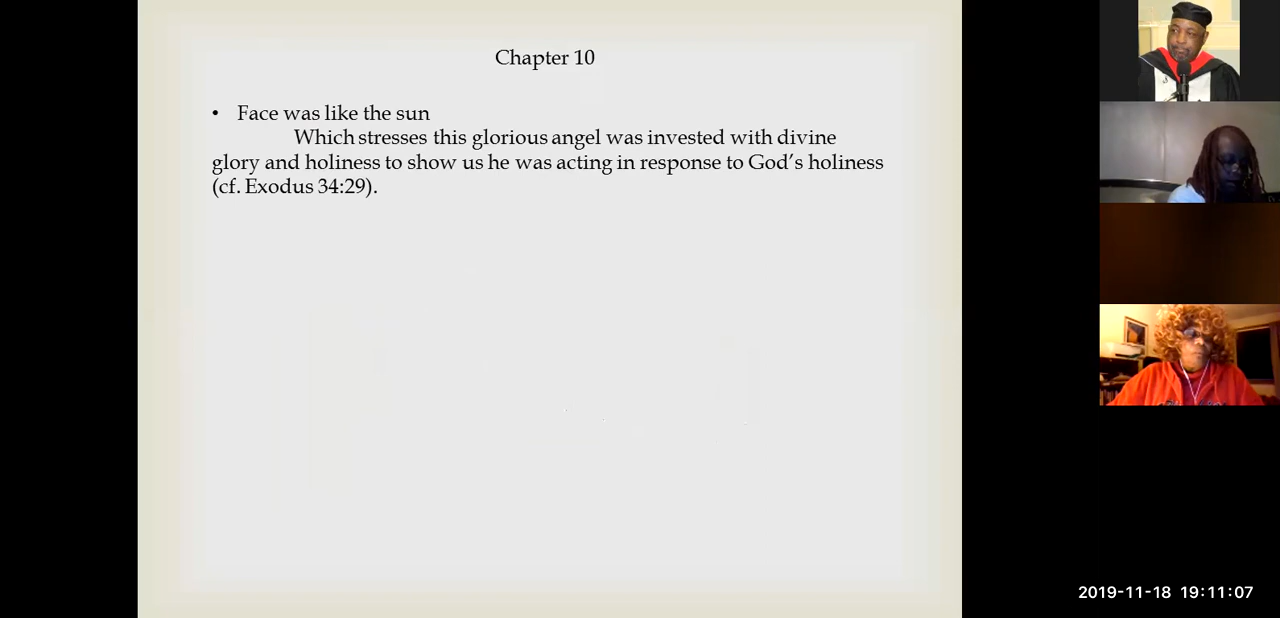 Chapter 10
• Face was like the sun
Which stresses this glorious angel was invested with divine
glory and holiness to show us he was acting in response to God’s holiness
(cf. Exodus 34:29).
2019-11-18 19:11:07